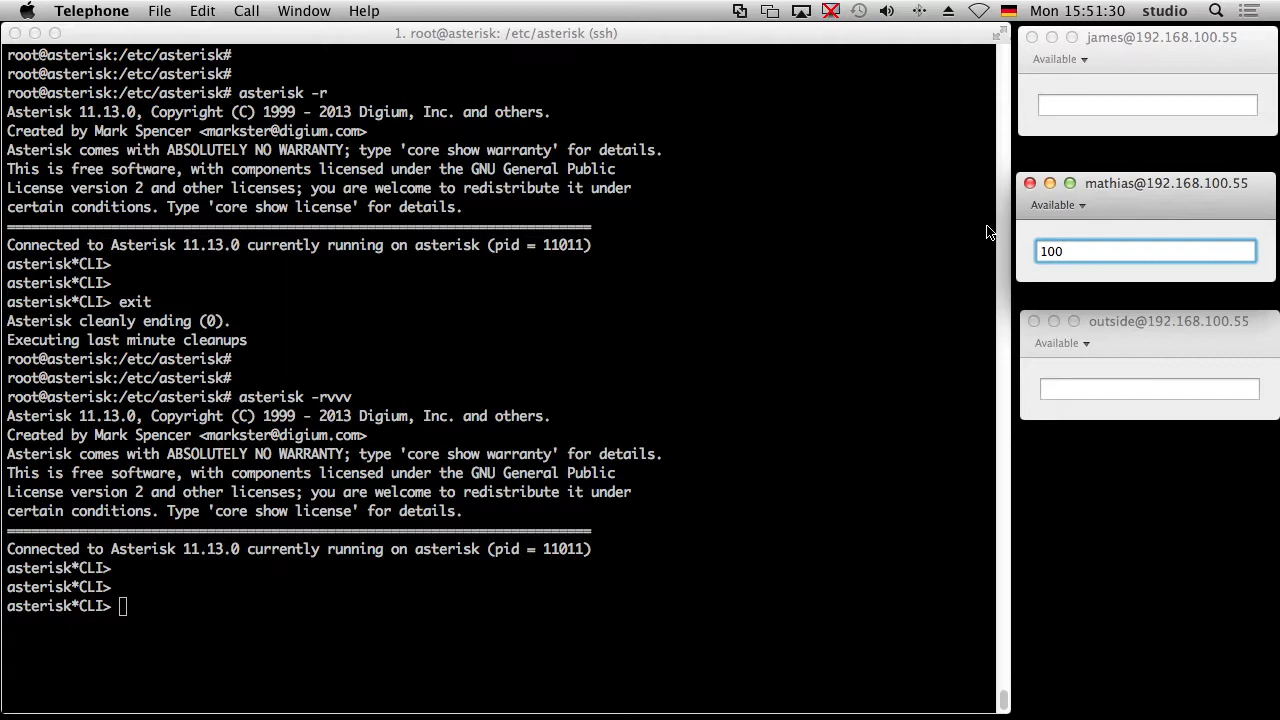 Telephone File Edit Call Window Help Mon 15:51:30 studio
1. root@asterisk: /etc/asterisk (ssh)
root@asterisk:/etc/asterisk#
root@asterisk:/etc/asterisk#
root@asterisk:/etc/asterisk# asterisk -r
Asterisk 11.13.0, Copyright (C) 1999 - 2013 Digium, Inc. and others.
Created by Mark Spencer <markster@digium.com>
Asterisk comes with ABSOLUTELY NO WARRANTY; type 'core show warranty' for details.
This is free software, with components licensed under the GNU General Public
License version 2 and other licenses; you are welcome to redistribute it under
certain conditions. Type 'core show license' for details.
=========================================================================
Connected to Asterisk 11.13.0 currently running on asterisk (pid = 11011)
asterisk*CLI>
asterisk*CLI>
asterisk*CLI> exit
Asterisk cleanly ending (0).
Executing last minute cleanups
root@asterisk:/etc/asterisk#
root@asterisk:/etc/asterisk#
root@asterisk:/etc/asterisk# asterisk -rvvv
Asterisk 11.13.0, Copyright (C) 1999 - 2013 Digium, Inc. and others.
Created by Mark Spencer <markster@digium.com>
Asterisk comes with ABSOLUTELY NO WARRANTY; type 'core show warranty' for details.
This is free software, with components licensed under the GNU General Public
License version 2 and other licenses; you are welcome to redistribute it under
certain conditions. Type 'core show license' for details.
=========================================================================
Connected to Asterisk 11.13.0 currently running on asterisk (pid = 11011)
asterisk*CLI>
asterisk*CLI>
asterisk*CLI>
james@192.168.100.55
Available
mathias@192.168.100.55
Available
100
outside@192.168.100.55
Available